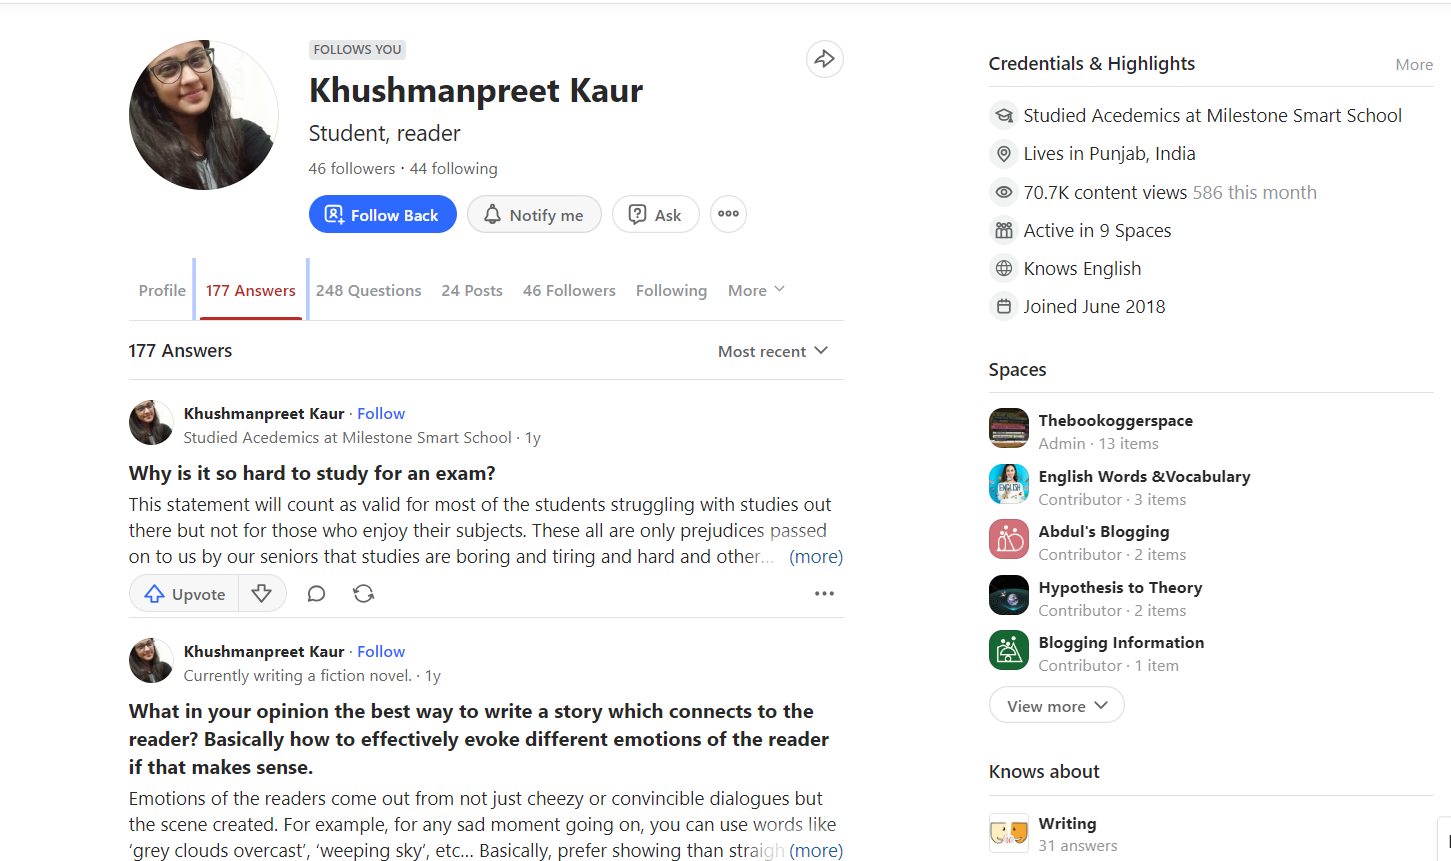 FOLLOWS YOU
Khushmanpreet Kaur
Student, reader
46 followers · 44 following
Follow Back
Notify me
Ask
Profile
177 Answers
248 Questions
24 Posts
46 Followers
Following
More
177 Answers
Most recent
Khushmanpreet Kaur · Follow
Studied Acedemics at Milestone Smart School · 1y
Why is it so hard to study for an exam?
This statement will count as valid for most of the students struggling with studies out
there but not for those who enjoy their subjects. These all are only prejudices passed
on to us by our seniors that studies are boring and tiring and hard and other... (more)
Upvote
Khushmanpreet Kaur · Follow
Currently writing a fiction novel. · 1y
What in your opinion the best way to write a story which connects to the
reader? Basically how to effectively evoke different emotions of the reader
if that makes sense.
Emotions of the readers come out from not just cheezy or convincible dialogues but
the scene created. For example, for any sad moment going on, you can use words like
‘grey clouds overcast’, ‘weeping sky’, etc... Basically, prefer showing than straigh (more)
Credentials & Highlights
More
Studied Acedemics at Milestone Smart School
Lives in Punjab, India
70.7K content views 586 this month
Active in 9 Spaces
Knows English
Joined June 2018
Spaces
Thebookoggerspace
Admin · 13 items
ENGLISH
English Words &Vocabulary
Contributor · 3 items
Abdul's Blogging
Contributor · 2 items
Hypothesis to Theory
Contributor · 2 items
Blogging Information
Contributor · 1 item
View more
Knows about
Writing
31 answers